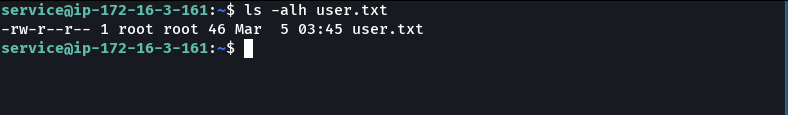 service@ip-172-16-3-161:~$ ls -alh user.txt
-rw-r--r-- 1 root root 46 Mar  5 03:45 user.txt
service@ip-172-16-3-161:~$